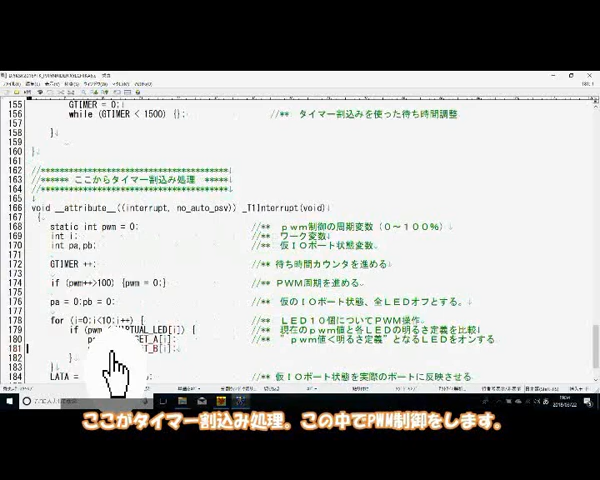 155 GTIMER = 0;
156 while (GTIMER < 1500) {}; //** タイマー割込みを使った待ち時間調整
157
158 }
159
160 }
161
162 //****************************************
163 //****** ここからタイマー割込み処理 *****
164 //****************************************
165
166 void __attribute__((interrupt, no_auto_psv)) _T1Interrupt(void)
167 {
168 static int pwm = 0; //** pwm制御の周期変数(0~100%)
169 int i; //** ワーク変数
170 int pa,pb; //** 仮IOポート状態変数
171
172 GTIMER ++; //** 待ち時間カウンタを進める
173
174 if (pwm++>100) {pwm = 0;} //** PWM周期を進める。
175
176 pa = 0;pb = 0; //** 仮のIOポート状態、全LEDオフとする。
177
178 for (i=0;i<10;i++) { //** LED10個についてPWM操作
179 if (pwm VIRTUAL_LED[i]) { //** 現在のpwm値と各LEDの明るさ定義を比較
180 ET_A[i]; //** "pwm値<明るさ定義"となるLEDをオンする
181 T_B[i];
182 }
183 }
184 LATA = //** 仮IOポート状態を実際のポートに反映させる
ここがタイマー割込み処理。この中でPWM制御をします。